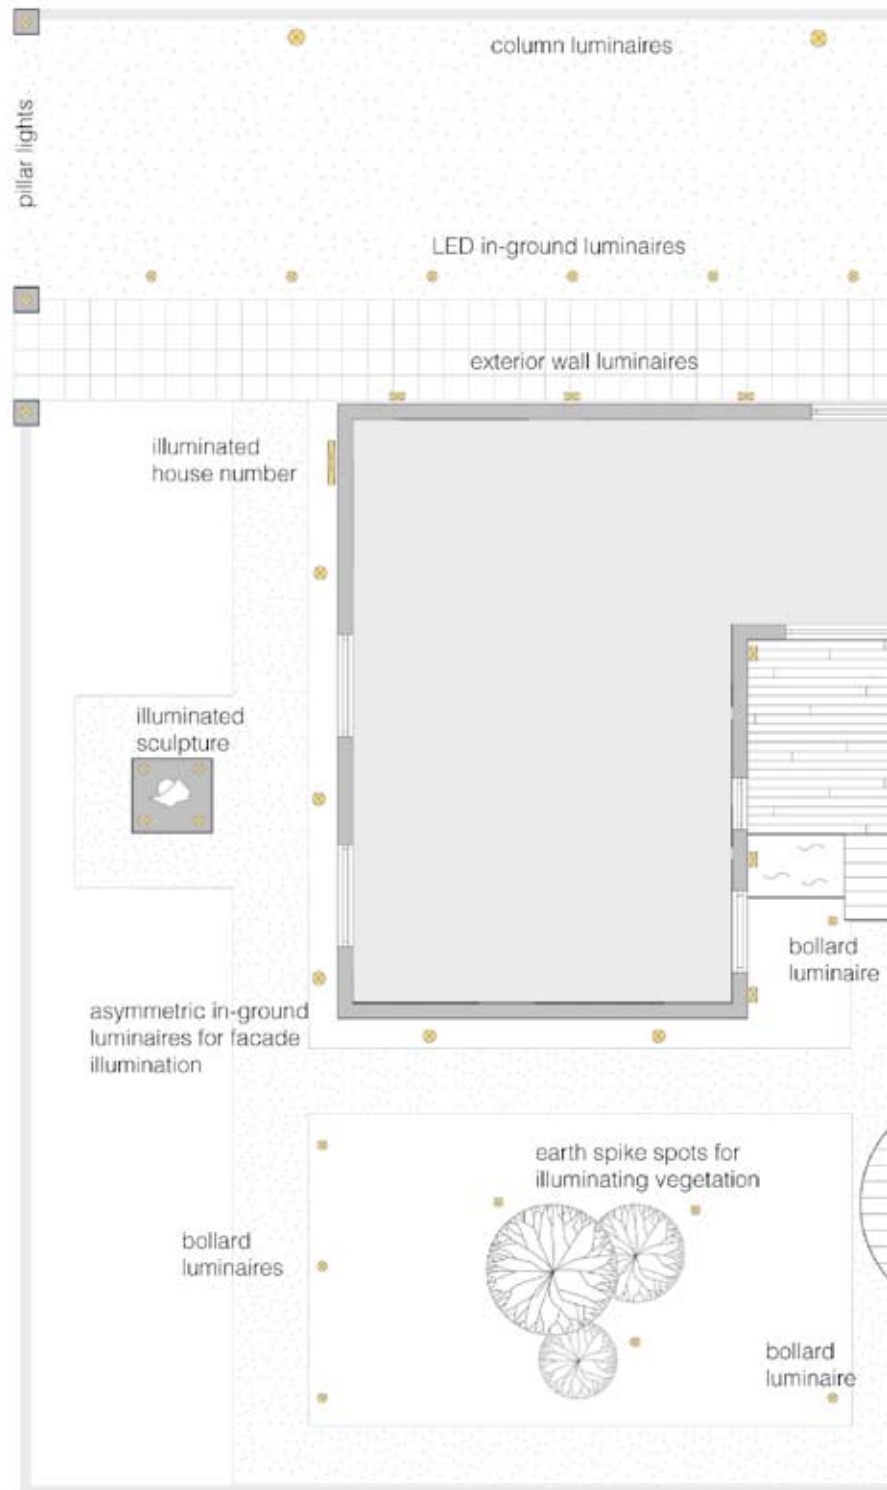 column luminaires
pillar lights
LED in-ground luminaires
exterior wall luminaires
illuminated
house number
illuminated
sculpture
bollard
luminaire
asymmetric in-ground
luminaires for facade
illumination
earth spike spots for
illuminating vegetation
bollard
luminaires
bollard
luminaire